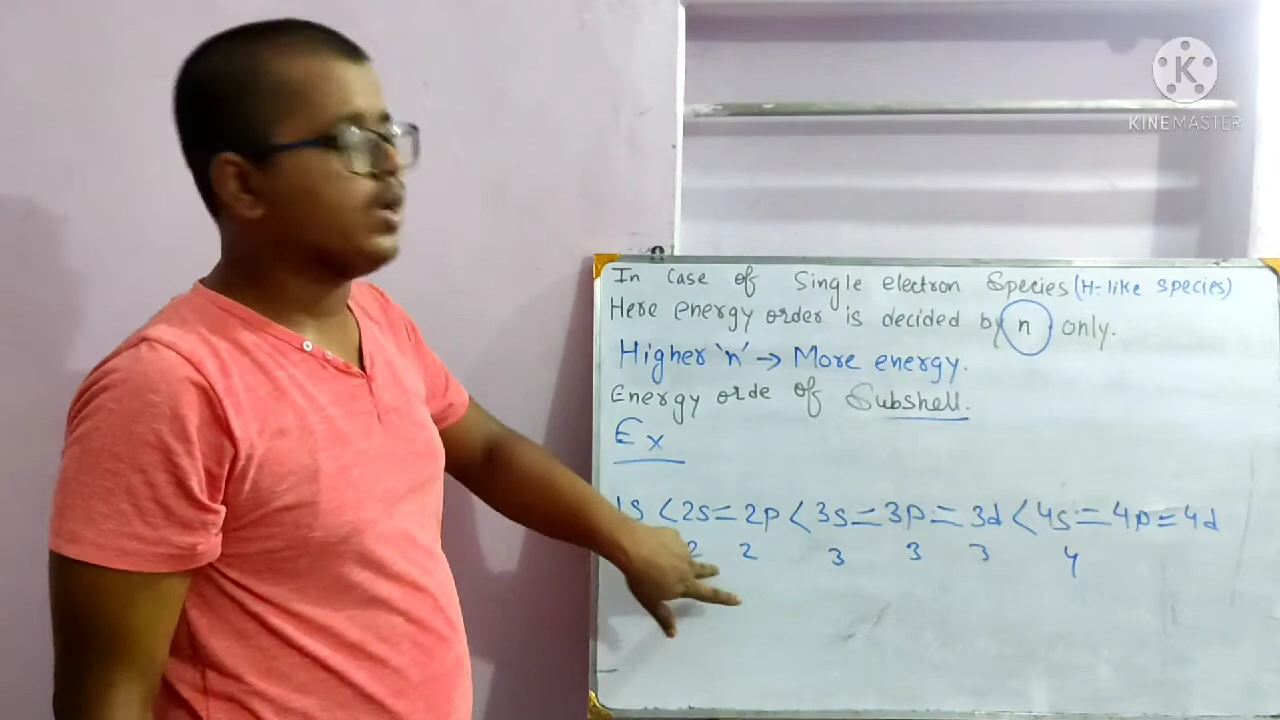 KINEMASTER
In Case of Single electron Species (H-like species)
Here energy order is decided by n only.
Higher 'n' → More energy.
Energy orde of Subshell.
Ex
1s < 2s = 2p < 3s = 3p = 3d < 4s = 4p = 4d
2 2 3 3 3 4